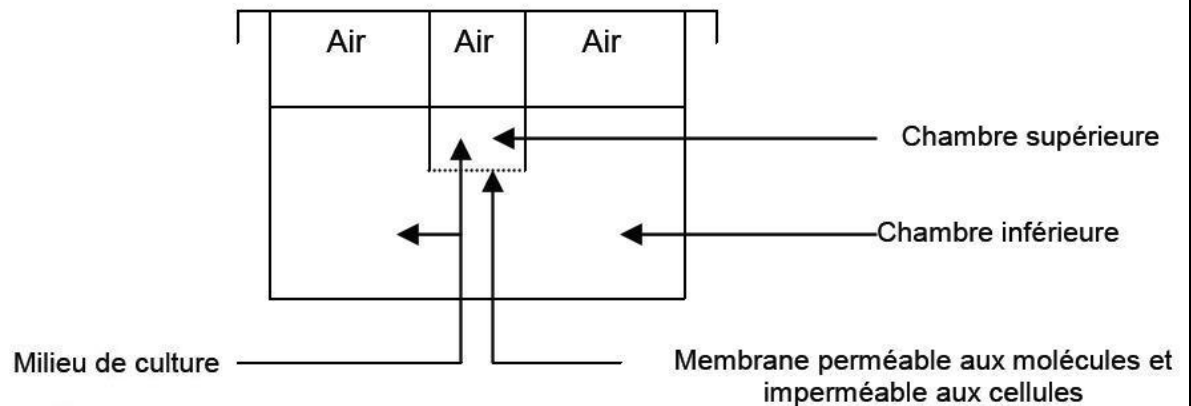 Air Air Air
Chambre supérieure
Chambre inférieure
Milieu de culture
Membrane perméable aux molécules et
imperméable aux cellules